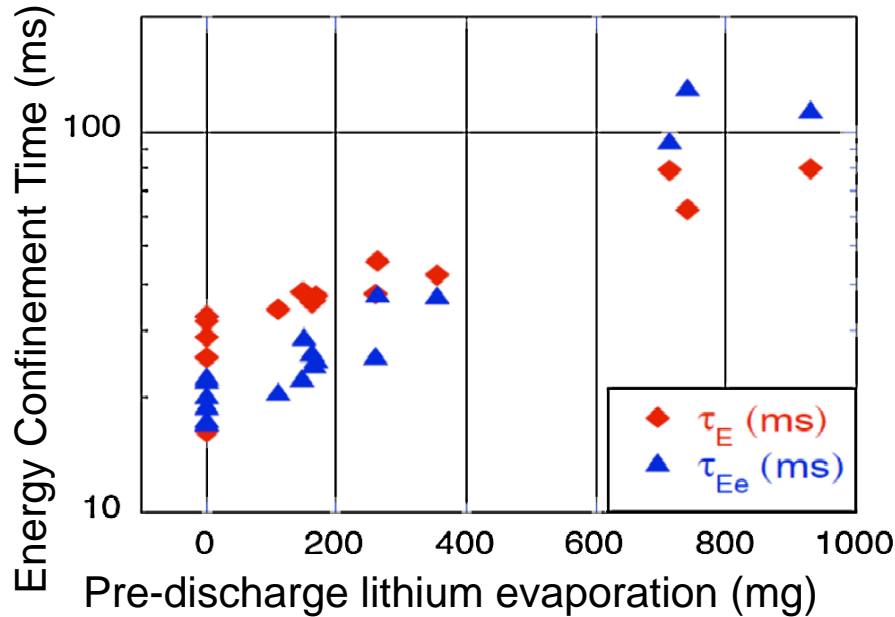 Energy Confinement Time (ms)
100
10
0 200 400 600 800 1000
Pre-discharge lithium evaporation (mg)
τE (ms)
τEe (ms)